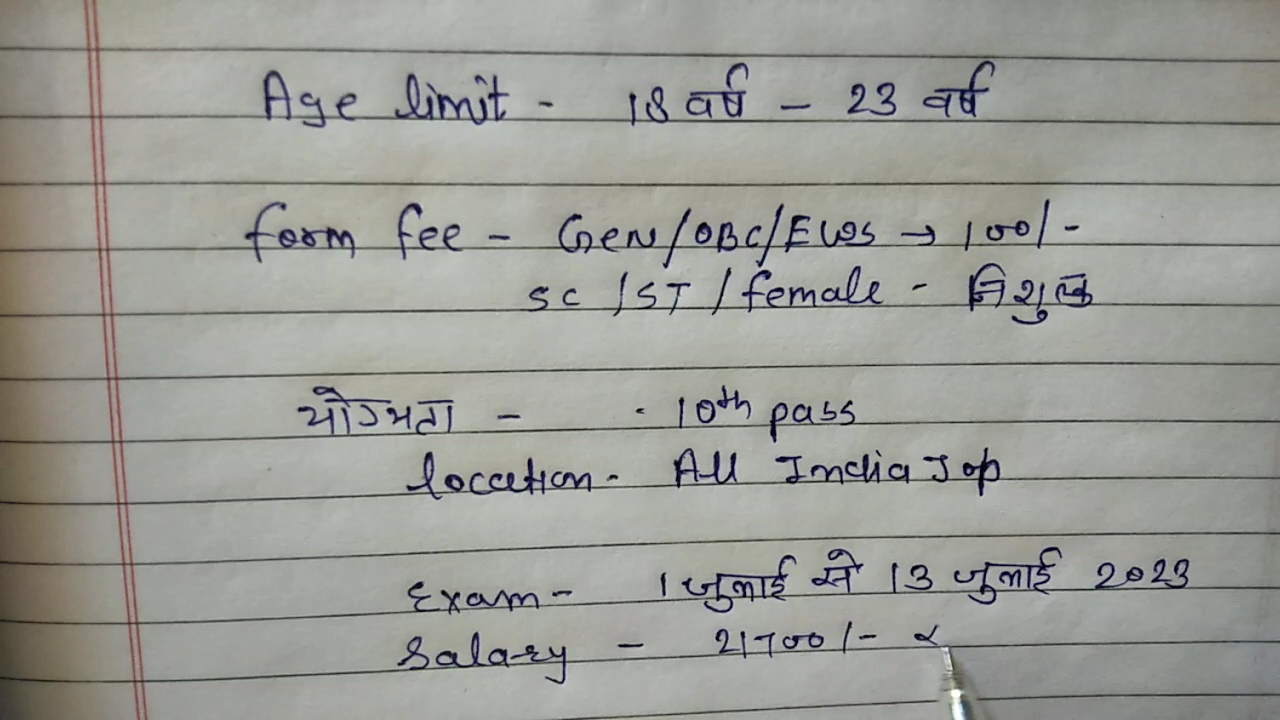 Age limit - 18 वर्ष - 23 वर्ष
form fee - Gen/OBC/EWS → 100/-
SC/ST/female - निशुल्क
योग्यता - 10th pass
location - All India Job
Exam - 1 जुलाई से 13 जुलाई 2023
Salary - 21700/-